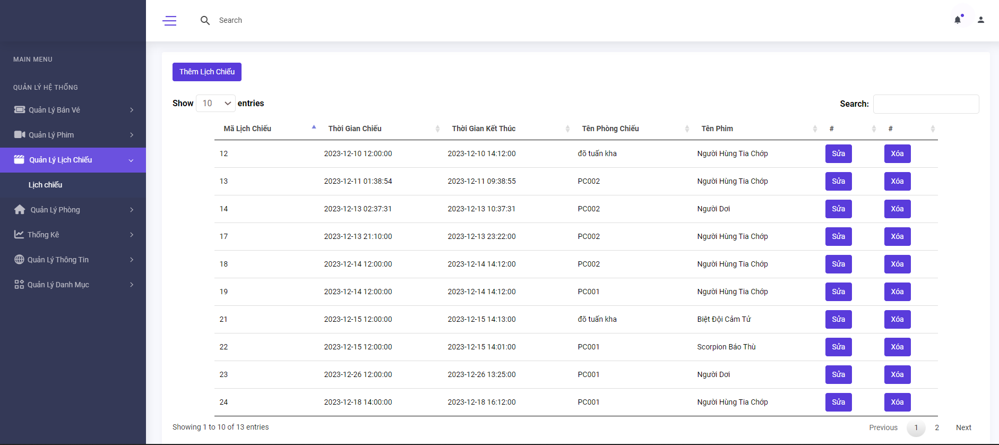 Search
MAIN MENU
QUẢN LÝ HỆ THỐNG
Quản Lý Bán Vé
Quản Lý Phim
Quản Lý Lịch Chiếu
Lịch chiếu
Quản Lý Phòng
Thống Kê
Quản Lý Thông Tin
Quản Lý Danh Mục
Thêm Lịch Chiếu
Show 10 entries
Search:
Mã Lịch Chiếu Thời Gian Chiếu Thời Gian Kết Thúc Tên Phòng Chiếu Tên Phim # #
12 2023-12-10 12:00:00 2023-12-10 14:12:00 đõ tuấn kha Người Hùng Tia Chớp Sửa Xóa
13 2023-12-11 01:38:54 2023-12-11 09:38:55 PC002 Người Hùng Tia Chớp Sửa Xóa
14 2023-12-13 02:37:31 2023-12-13 10:37:31 PC002 Người Dơi Sửa Xóa
17 2023-12-13 21:10:00 2023-12-13 23:22:00 PC002 Người Hùng Tia Chớp Sửa Xóa
18 2023-12-14 12:00:00 2023-12-14 14:12:00 PC002 Người Hùng Tia Chớp Sửa Xóa
19 2023-12-14 12:00:00 2023-12-14 14:12:00 PC001 Người Hùng Tia Chớp Sửa Xóa
21 2023-12-15 12:00:00 2023-12-15 14:13:00 đõ tuấn kha Biệt Đội Cảm Tử Sửa Xóa
22 2023-12-15 12:00:00 2023-12-15 14:01:00 PC001 Scorpion Báo Thù Sửa Xóa
23 2023-12-26 12:00:00 2023-12-26 13:25:00 PC001 Người Dơi Sửa Xóa
24 2023-12-18 14:00:00 2023-12-18 16:12:00 PC001 Người Hùng Tia Chớp Sửa Xóa
Showing 1 to 10 of 13 entries
Previous 1 2 Next